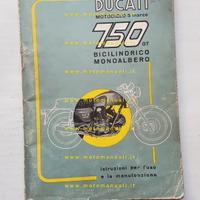 DUCATI
MOTOCICLO 5 marce
750 GT
BICILINDRICO
MONOALBERO
www.motomanuali.it
www.motomanuali.it
www.motomanuali.it
istruzioni per l'uso
e la manutenzione
www.motomanuali.it